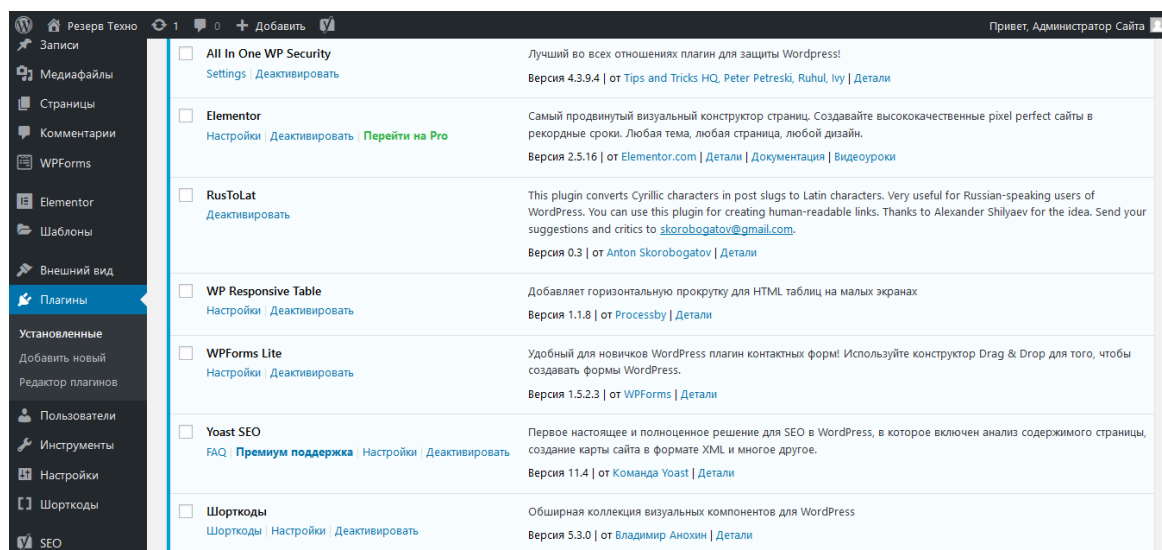 Резерв Техно 1 0 + Добавить Привет, Администратор Сайта
Записи
Медиафайлы
Страницы
Комментарии
WPForms
Elementor
Шаблоны
Внешний вид
Плагины
Установленные
Добавить новый
Редактор плагинов
Пользователи
Инструменты
Настройки
Шорткоды
SEO
All In One WP Security
Settings | Деактивировать
Лучший во всех отношениях плагин для защиты Wordpress!
Версия 4.3.9.4 | от Tips and Tricks HQ, Peter Petreski, Ruhul, Ivy | Детали
Elementor
Настройки | Деактивировать | Перейти на Pro
Самый продвинутый визуальный конструктор страниц. Создавайте высококачественные pixel perfect сайты в
рекордные сроки. Любая тема, любая страница, любой дизайн.
Версия 2.5.16 | от Elementor.com | Детали | Документация | Видеоуроки
RusToLat
Деактивировать
This plugin converts Cyrillic characters in post slugs to Latin characters. Very useful for Russian-speaking users of
WordPress. You can use this plugin for creating human-readable links. Thanks to Alexander Shilyaev for the idea. Send your
suggestions and critics to skorobogatov@gmail.com.
Версия 0.3 | от Anton Skorobogatov | Детали
WP Responsive Table
Настройки | Деактивировать
Добавляет горизонтальную прокрутку для HTML таблиц на малых экранах
Версия 1.1.8 | от Processby | Детали
WPForms Lite
Настройки | Деактивировать
Удобный для новичков WordPress плагин контактных форм! Используйте конструктор Drag & Drop для того, чтобы
создавать формы WordPress.
Версия 1.5.2.3 | от WPForms | Детали
Yoast SEO
FAQ | Премиум поддержка | Настройки | Деактивировать
Первое настоящее и полноценное решение для SEO в WordPress, в которое включен анализ содержимого страницы,
создание карты сайта в формате XML и многое другое.
Версия 11.4 | от Команда Yoast | Детали
Шорткоды
Шорткоды | Настройки | Деактивировать
Обширная коллекция визуальных компонентов для WordPress
Версия 5.3.0 | от Владимир Анохин | Детали